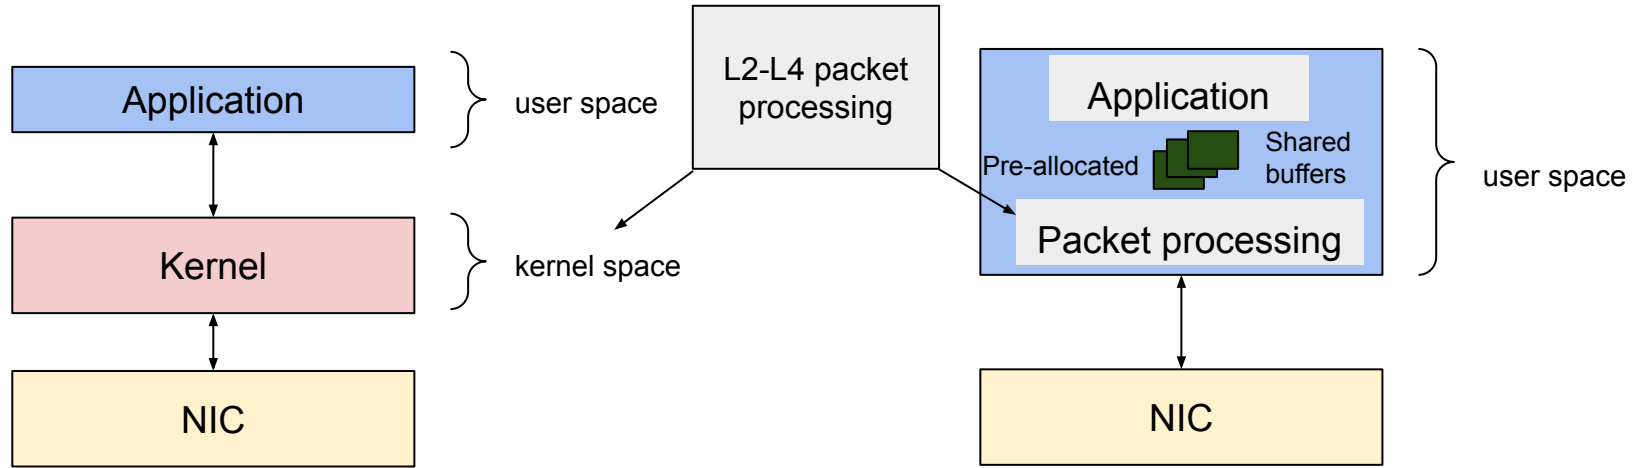 Application
user space
Kernel
kernel space
NIC
L2-L4 packet
processing
Application
Pre-allocated
Shared
buffers
Packet processing
user space
NIC